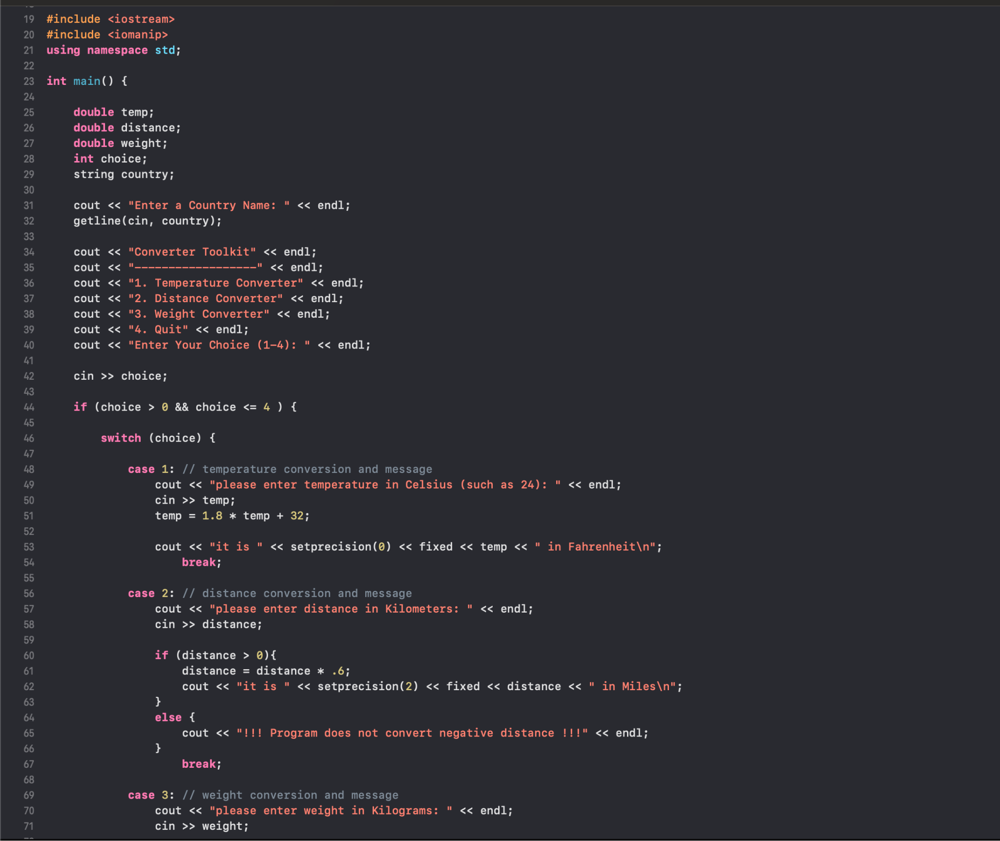 19 #include <iostream>
20 #include <iomanip>
21 using namespace std;
22
23 int main() {
24
25     double temp;
26     double distance;
27     double weight;
28     int choice;
29     string country;
30
31     cout << "Enter a Country Name: " << endl;
32     getline(cin, country);
33
34     cout << "Converter Toolkit" << endl;
35     cout << "------------------" << endl;
36     cout << "1. Temperature Converter" << endl;
37     cout << "2. Distance Converter" << endl;
38     cout << "3. Weight Converter" << endl;
39     cout << "4. Quit" << endl;
40     cout << "Enter Your Choice (1-4): " << endl;
41
42     cin >> choice;
43
44     if (choice > 0 && choice <= 4 ) {
45
46         switch (choice) {
47
48             case 1: // temperature conversion and message
49                 cout << "please enter temperature in Celsius (such as 24): " << endl;
50                 cin >> temp;
51                 temp = 1.8 * temp + 32;
52
53                 cout << "it is " << setprecision(0) << fixed << temp << " in Fahrenheit\n";
54                     break;
55
56             case 2: // distance conversion and message
57                 cout << "please enter distance in Kilometers: " << endl;
58                 cin >> distance;
59
60                 if (distance > 0){
61                     distance = distance * .6;
62                     cout << "it is " << setprecision(2) << fixed << distance << " in Miles\n";
63                 }
64                 else {
65                     cout << "!!! Program does not convert negative distance !!!" << endl;
66                 }
67                     break;
68
69             case 3: // weight conversion and message
70                 cout << "please enter weight in Kilograms: " << endl;
71                 cin >> weight;